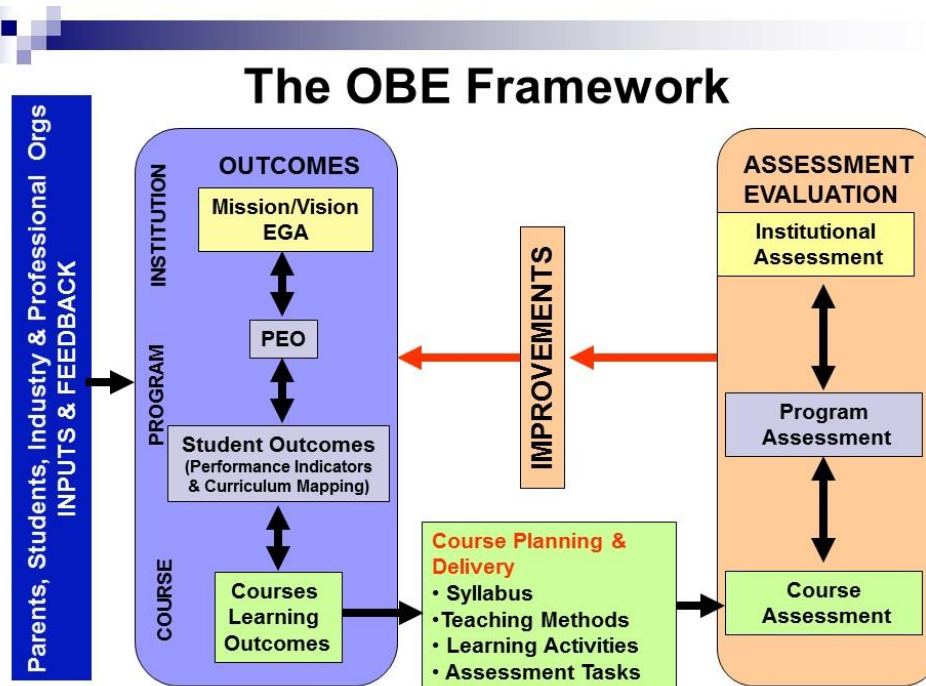 The OBE Framework
Parents, Students, Industry & Professional Orgs
INPUTS & FEEDBACK
INSTITUTION
PROGRAM
COURSE
OUTCOMES
Mission/Vision
EGA
PEO
Student Outcomes
(Performance Indicators
& Curriculum Mapping)
Courses
Learning
Outcomes
Course Planning &
Delivery
• Syllabus
•Teaching Methods
• Learning Activities
• Assessment Tasks
IMPROVEMENTS
ASSESSMENT
EVALUATION
Institutional
Assessment
Program
Assessment
Course
Assessment